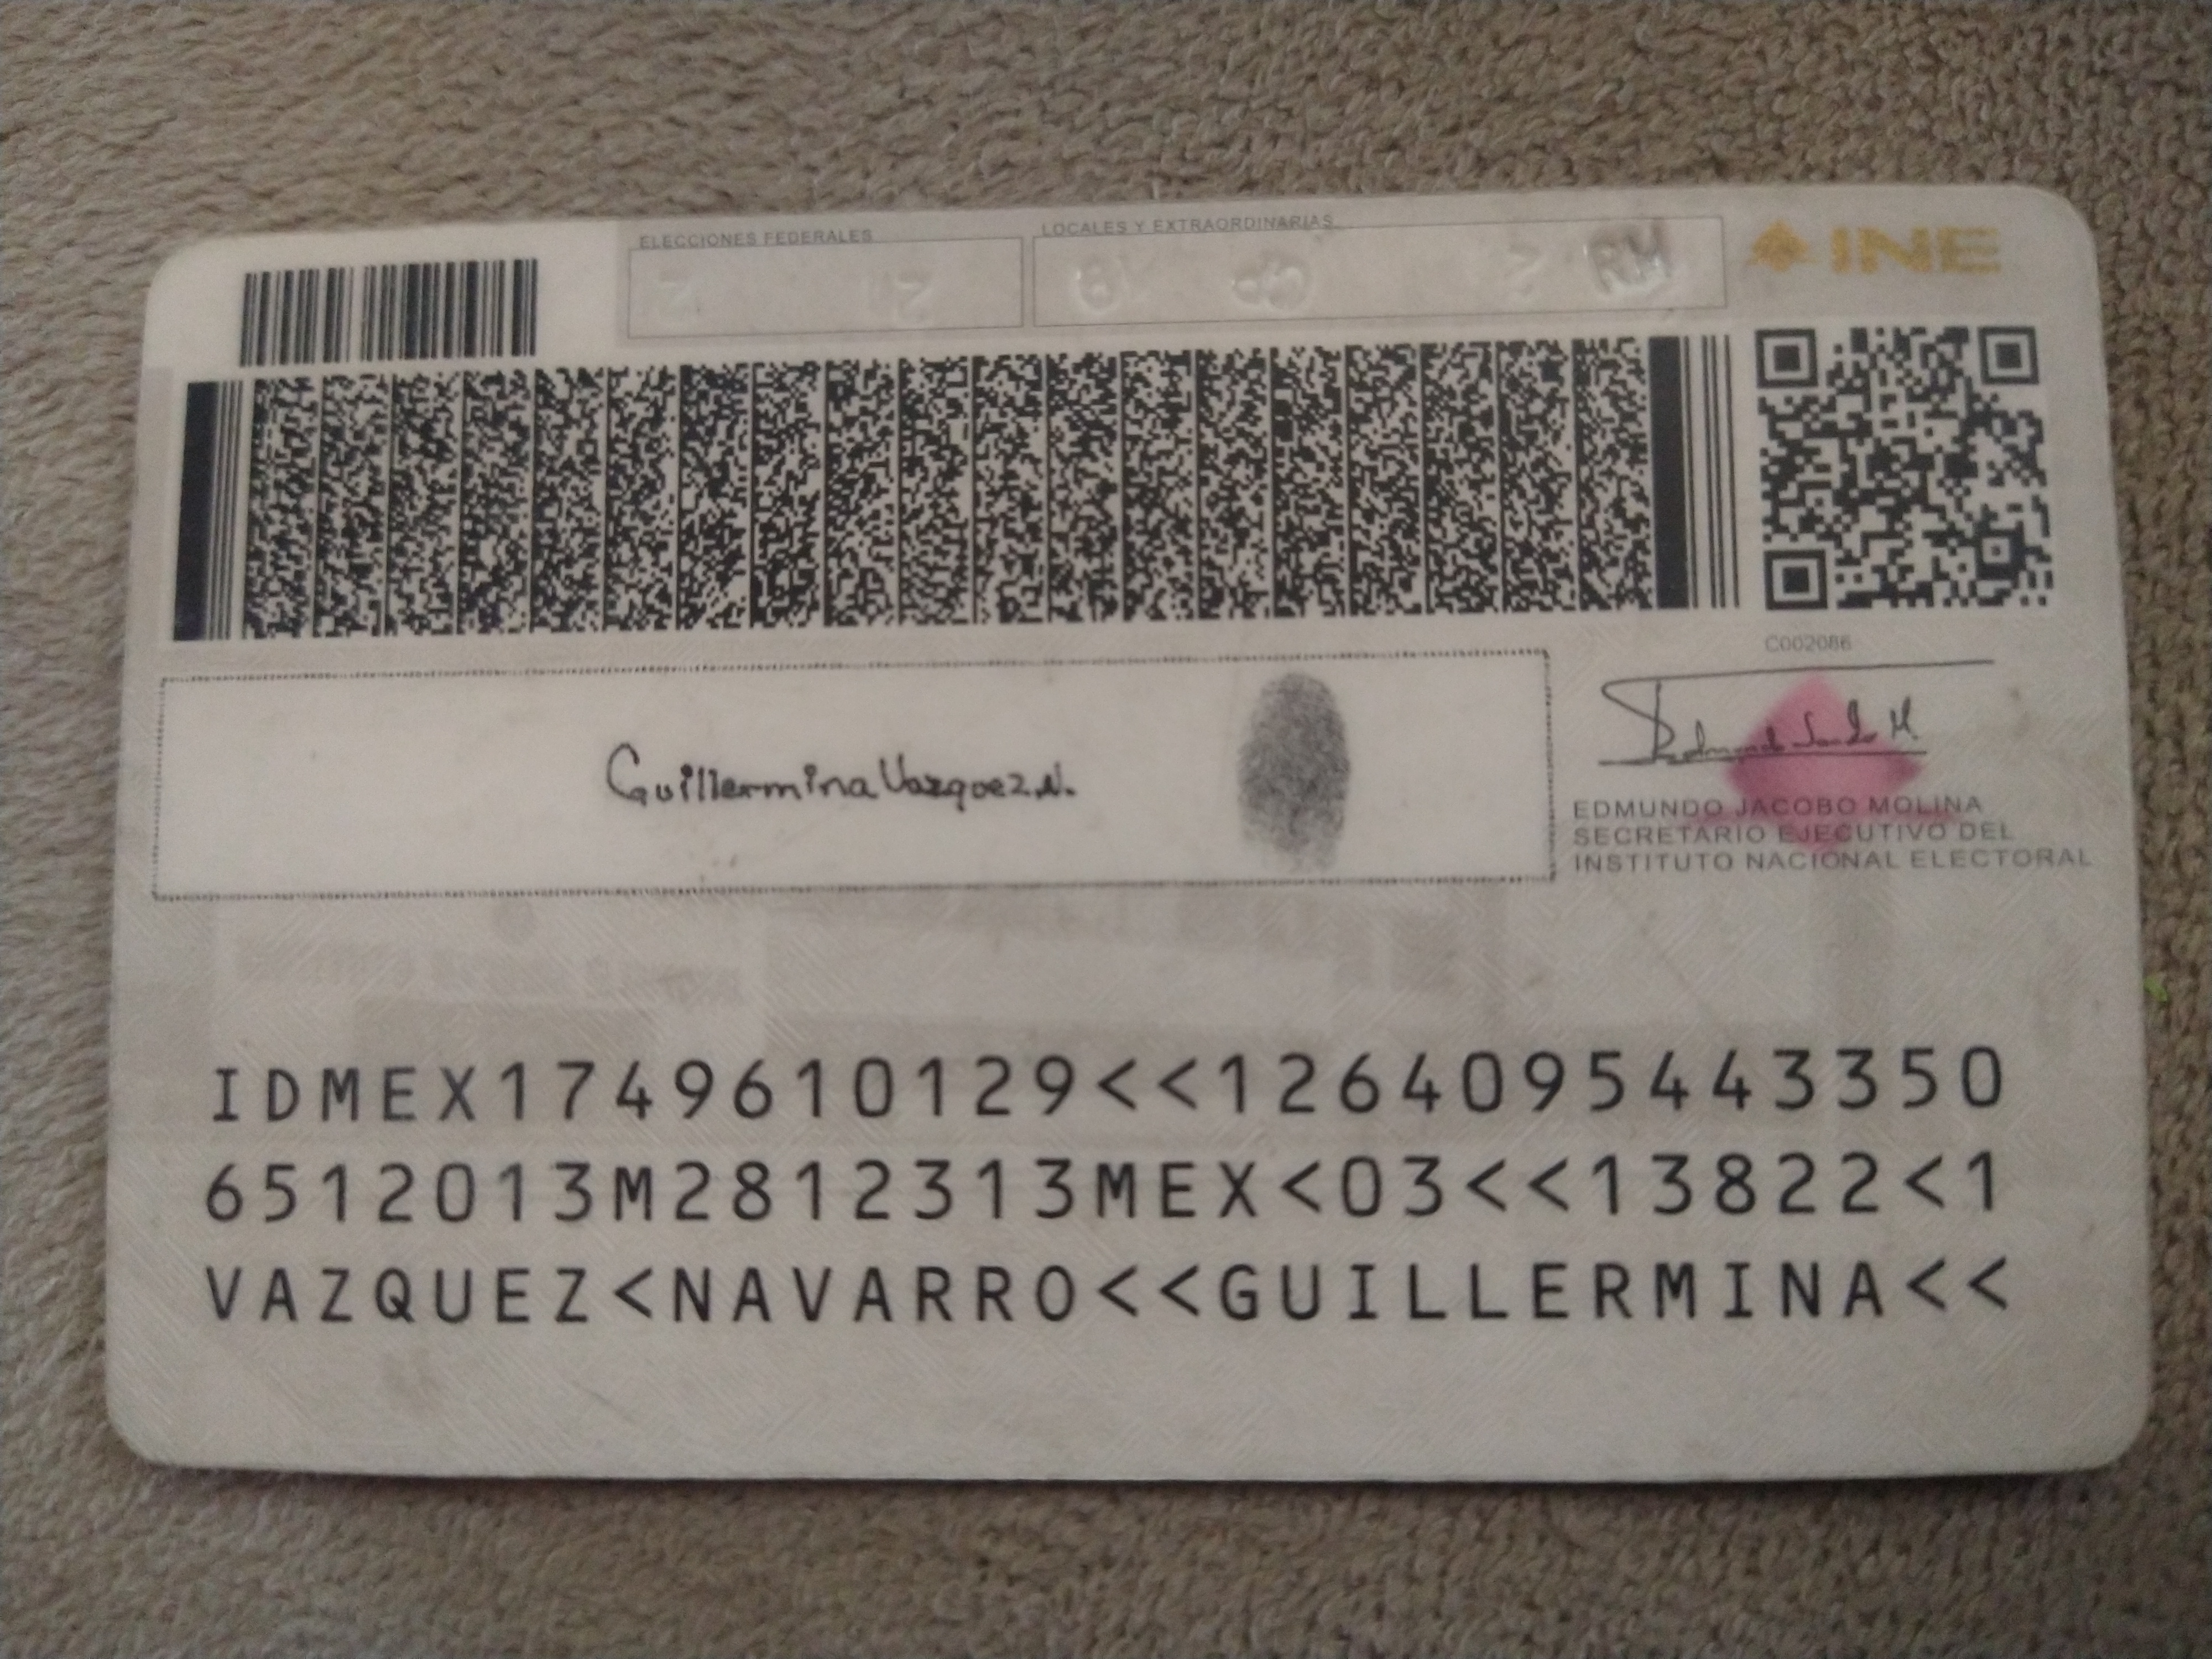 ELECCIONES FEDERALES
LOCALES Y EXTRAORDINARIAS
INE
C002086
Guillermina Vazquez.N.
EDMUNDO JACOBO MOLINA
SECRETARIO EJECUTIVO DEL
INSTITUTO NACIONAL ELECTORAL
IDMEX1749610129<<1264095443350
6512013M2812313MEX<03<<13822<1
VAZQUEZ<NAVARRO<<GUILLERMINA<<